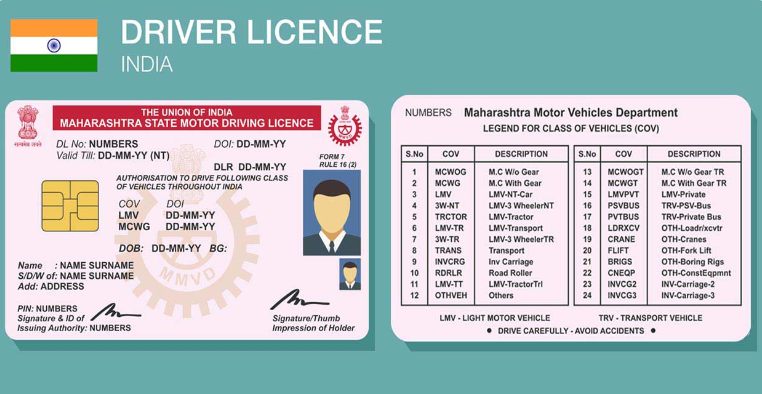 DRIVER LICENCE
INDIA
THE UNION OF INDIA
MAHARASHTRA STATE MOTOR DRIVING LICENCE
सत्यमेव जयते
DL No: NUMBERS DOI: DD-MM-YY
Valid Till: DD-MM-YY (NT)
DLR DD-MM-YY
FORM 7
RULE 16 (2)
AUTHORISATION TO DRIVE FOLLOWING CLASS
OF VEHICLES THROUGHOUT INDIA
COV DOI
LMV DD-MM-YY
MCWG DD-MM-YY
DOB: DD-MM-YY BG:
MMVD
Name : NAME SURNAME
S/D/W of: NAME SURNAME
Add: ADDRESS
PIN: NUMBERS
Signature & ID of
Issuing Authority: NUMBERS
Signature/Thumb
Impression of Holder
NUMBERS Maharashtra Motor Vehicles Department
LEGEND FOR CLASS OF VEHICLES (COV)
S.No COV DESCRIPTION S.No COV DESCRIPTION
1 MCWOG M.C W/o Gear 13 MCWOGT M.C W/o Gear TR
2 MCWG M.C With Gear 14 MCWGT M.C With Gear TR
3 LMV LMV-NT-Car 15 LMVPVT LMV-Private
4 3W-NT LMV-3 WheelerNT 16 PSVBUS TRV-PSV-Bus
5 TRCTOR LMV-Tractor 17 PVTBUS TRV-Private Bus
6 LMV-TR LMV-Transport 18 LDRXCV OTH-Loadr/xcvtr
7 3W-TR LMV-3 WheelerTR 19 CRANE OTH-Cranes
8 TRANS Transport 20 FLIFT OTH-Fork Lift
9 INVCRG Inv Carriage 21 BRIGS OTH-Boring Rigs
10 RDRLR Road Roller 22 CNEQP OTH-ConstEqpmnt
11 LMV-TT LMV-TractorTrl 23 INVCG2 INV-Carriage-2
12 OTHVEH Others 24 INVCG3 INV-Carriage-3
LMV - LIGHT MOTOR VEHICLE TRV - TRANSPORT VEHICLE
● DRIVE CAREFULLY - AVOID ACCIDENTS ●